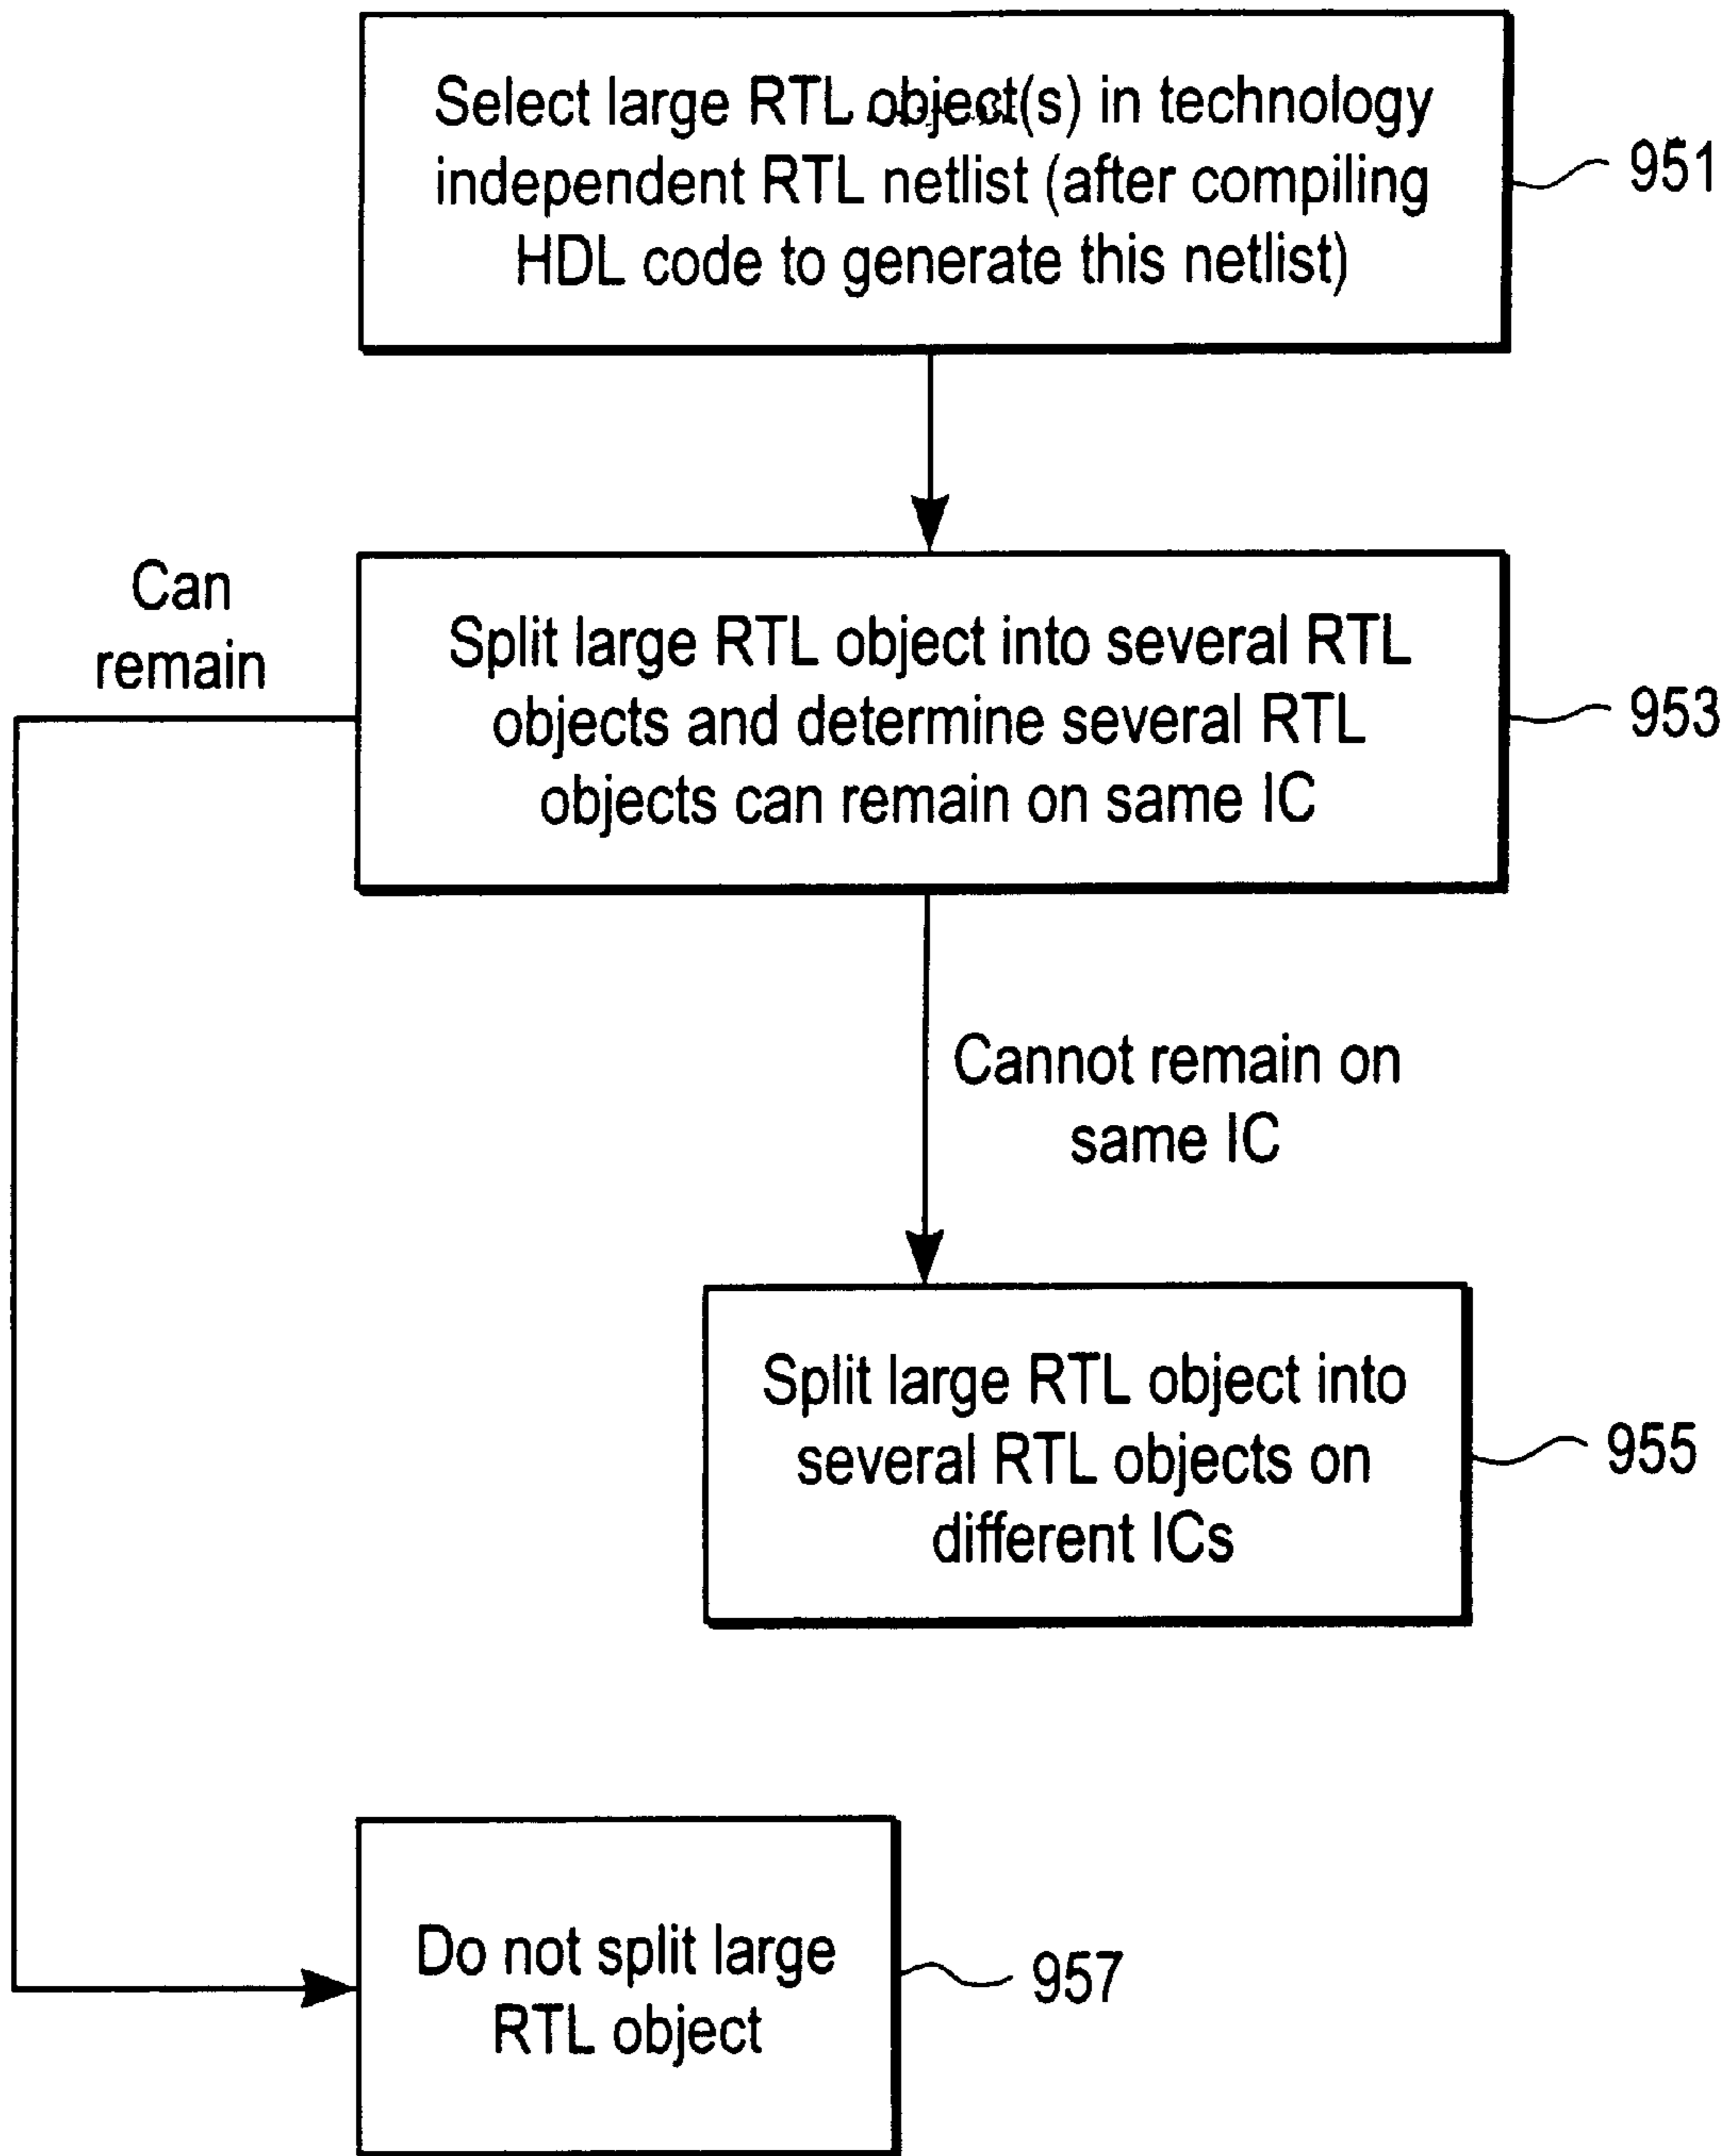 Select large RTL object(s) in technology
independent RTL netlist (after compiling
HDL code to generate this netlist)
951
Can
remain
Split large RTL object into several RTL
objects and determine several RTL
objects can remain on same IC
953
Cannot remain on
same IC
Split large RTL object into
several RTL objects on
different ICs
955
Do not split large
RTL object
957